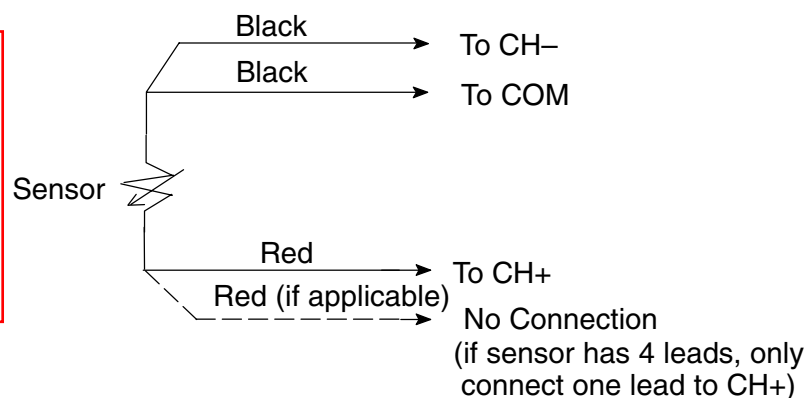 Black
To CH–
Black
To COM
Sensor
Red
To CH+
Red (if applicable)
No Connection
(if sensor has 4 leads, only
connect one lead to CH+)